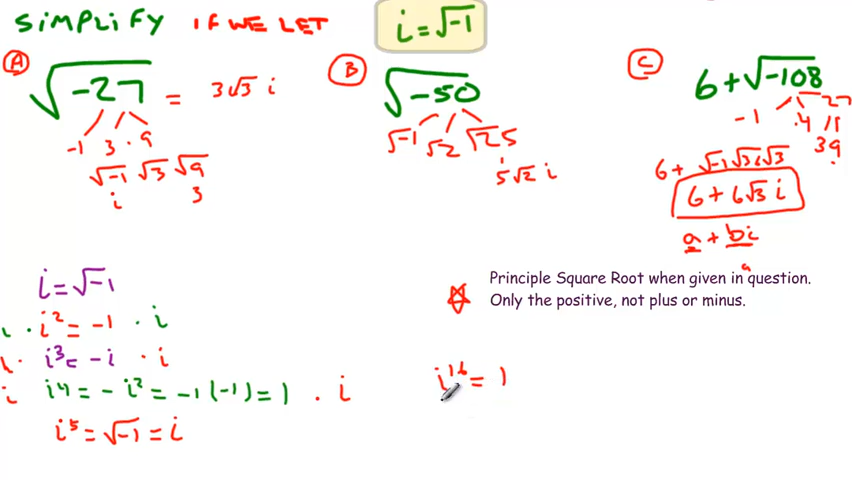 SiMPLiFY IF WE LET i = √-1
A √-27 = 3√3 i
-1 3 · 9
√-1 √3 √9
i 3
B √-50
√-1 √2 √25
5√2 i
C 6 + √-108
-1 · 4 27
3 9
6 + √-1 √36 √3
6 + 6√3 i
a + bi
i = √-1
i · i² = -1 · i
i · i³ = -i · i
i i⁴ = -i² = -1(-1) = 1 · i
i⁵ = √-1 = i
Principle Square Root when given in question.
Only the positive, not plus or minus.
i¹⁶ = 1